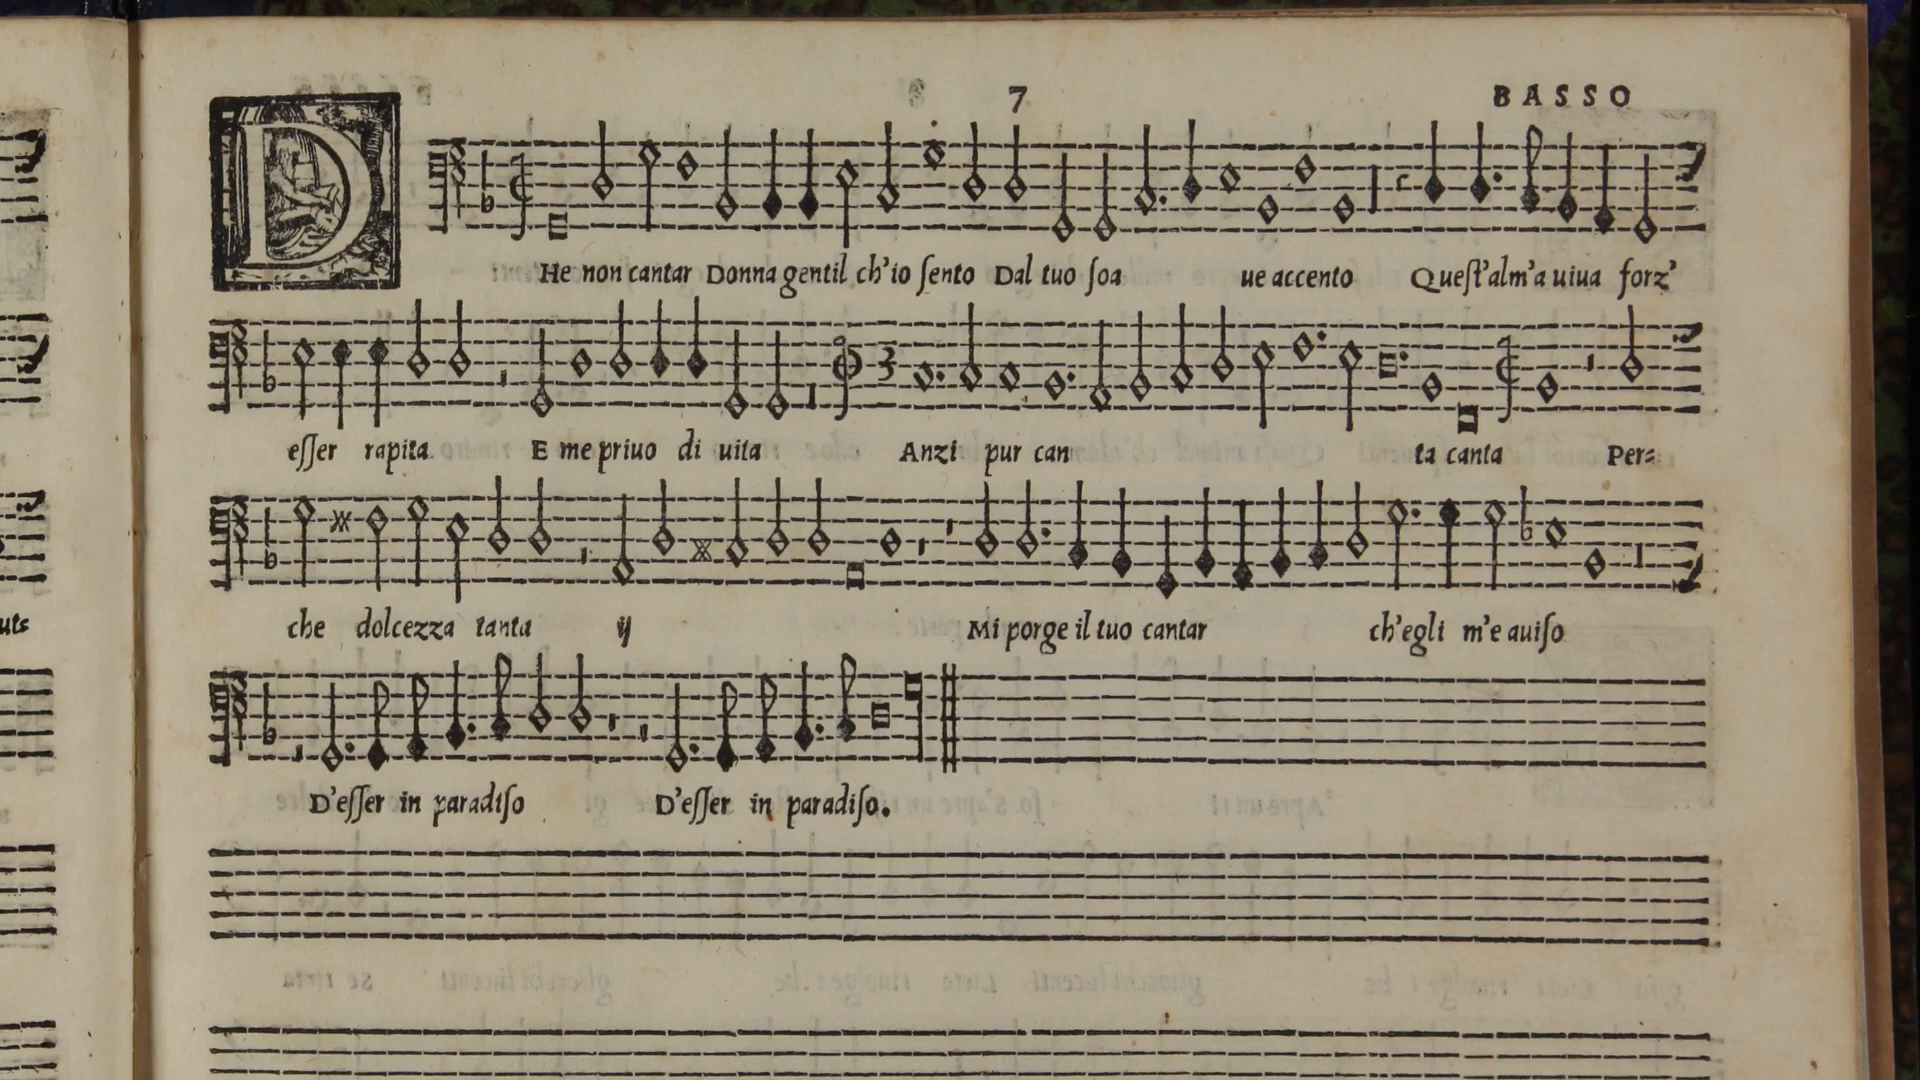 7 BASSO
DHe non cantar Donna gentil ch'io ſento Dal tuo ſoa ue accento Queſt'alm'a uiua forz'
eſſer rapita E me priuo di uita Anzi pur can ta canta Per=
che dolcezza tanta ij Mi porge il tuo cantar ch'egli m'e auiſo
D'eſſer in paradiſo D'eſſer in paradiſo.